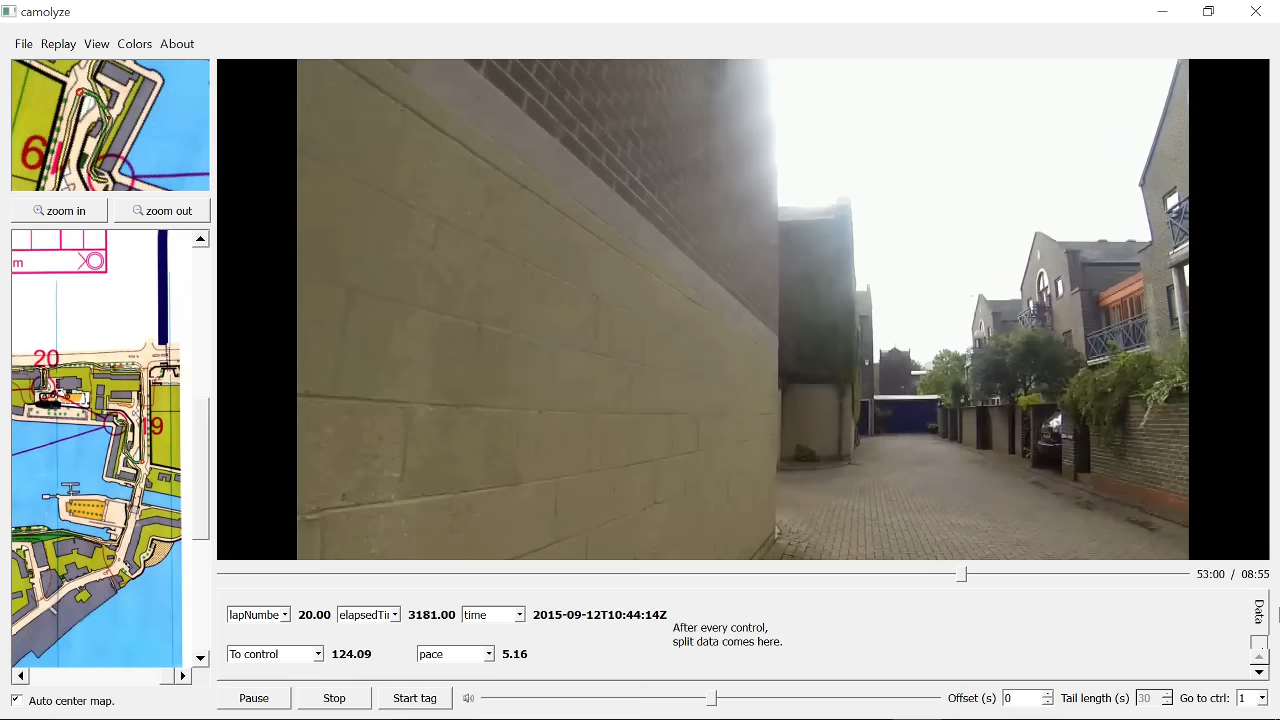 camolyze
File Replay View Colors About
6
zoom in
zoom out
m
20
19
53:00 / 08:55
lapNumbe 20.00 elapsedTii 3181.00 time 2015-09-12T10:44:14Z
After every control,
split data comes here.
To control 124.09 pace 5.16
Data
Auto center map.
Pause Stop Start tag
Offset (s) 0 Tail length (s) 30 Go to ctrl: 1